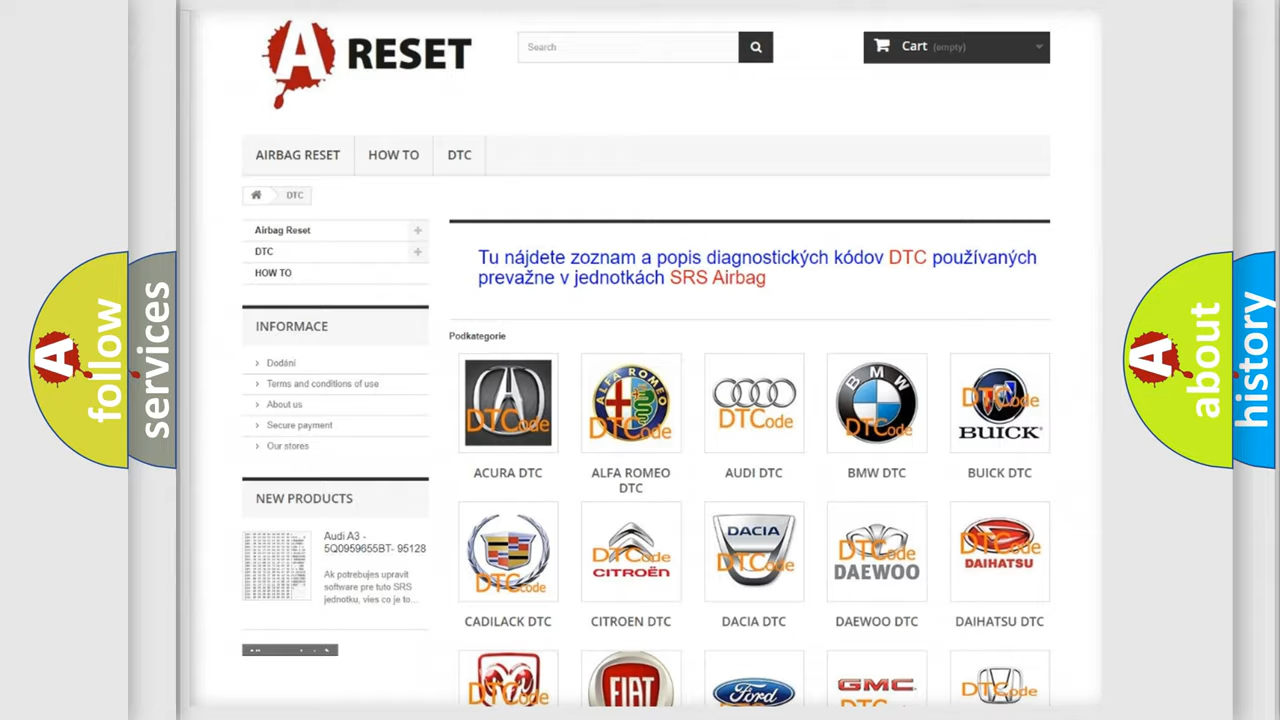 A RESET
Search
Cart (empty)
AIRBAG RESET
HOW TO
DTC
DTC
Airbag Reset
DTC
HOW TO
Tu nájdete zoznam a popis diagnostických kódov DTC používaných
prevažne v jednotkách SRS Airbag
INFORMACE
Dodání
Terms and conditions of use
About us
Secure payment
Our stores
Podkategorie
DTCode
ALFA ROMEO
DTCode
DTCode
BMW
DTCode
DTCode
BUICK
ACURA DTC
ALFA ROMEO
DTC
AUDI DTC
BMW DTC
BUICK DTC
NEW PRODUCTS
Audi A3 -
5Q0959655BT- 95128
Ak potrebujes upravit
software pre tuto SRS
jednotku, vies co je to...
DTCode
DTCode
CITROËN
DACIA
DTCode
DTCode
DAEWOO
DTCode
DAIHATSU
CADILACK DTC
CITROEN DTC
DACIA DTC
DAEWOO DTC
DAIHATSU DTC
DTCode
FIAT
Ford
GMC
DTCode
A follow
services
A about
history